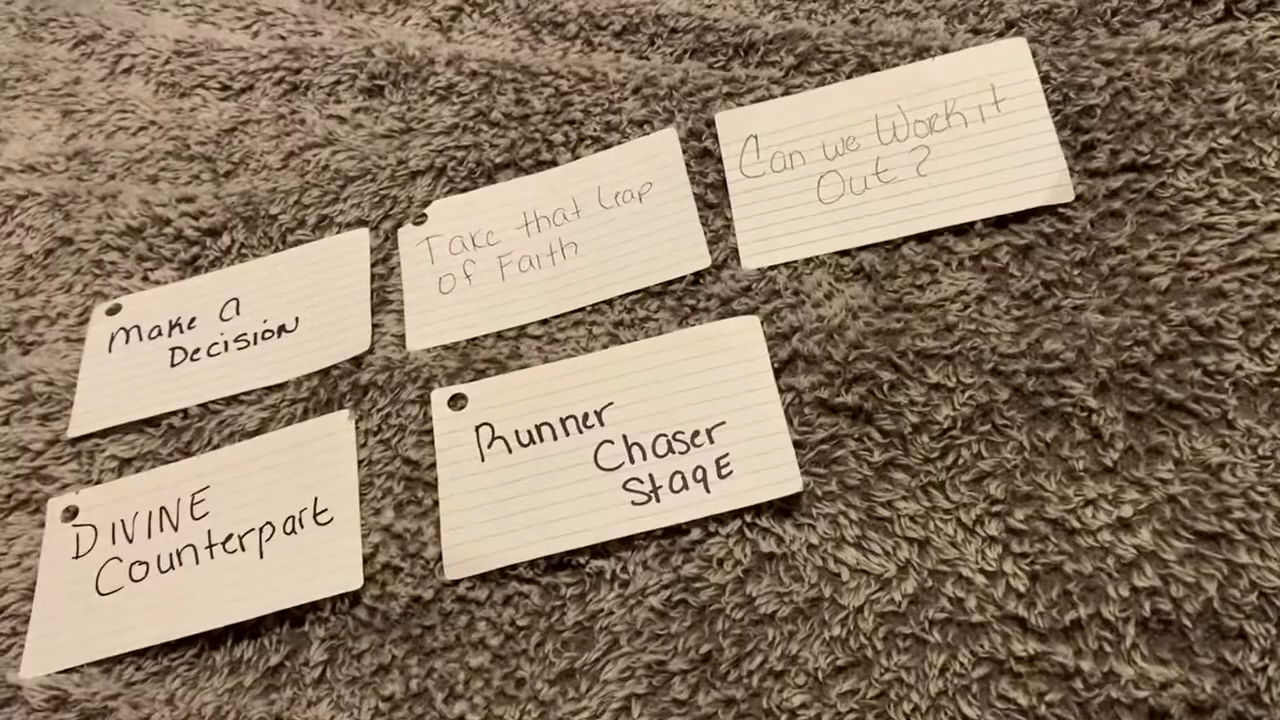 Make A
Decision
Take that leap
of Faith
Can we Work it
Out?
DIVINE
Counterpart
Runner
Chaser
StagE